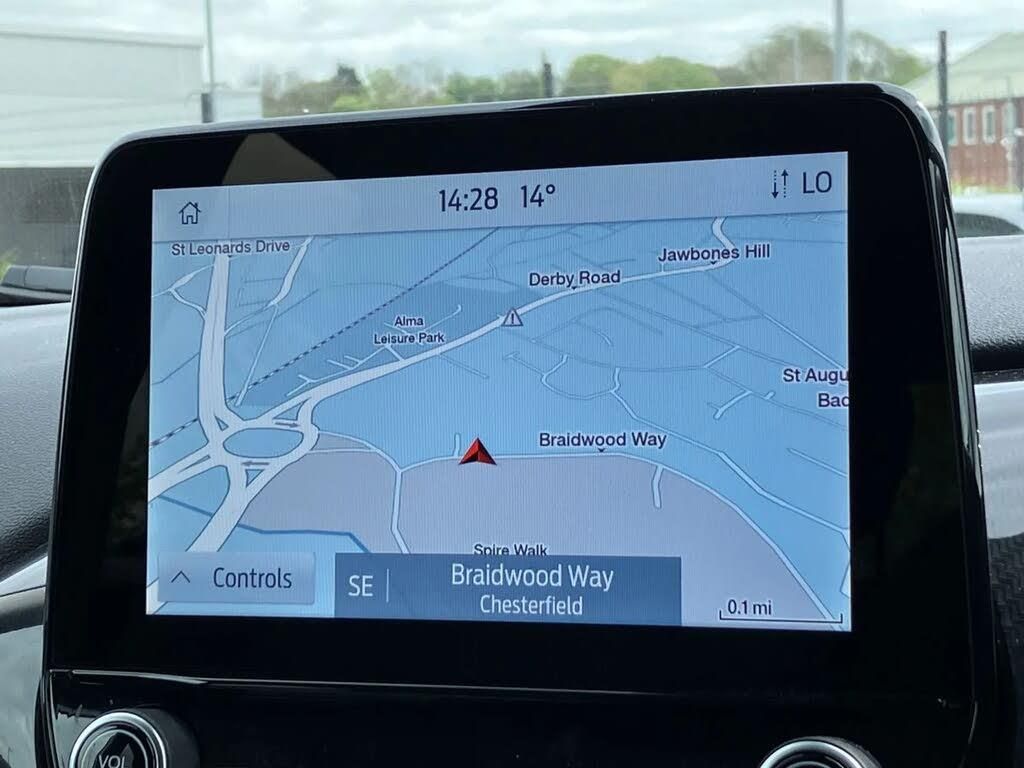 14:28 14° LO
St Leonards Drive
Jawbones Hill
Derby Road
Alma
Leisure Park
St Augu
Bad
Braidwood Way
Spire Walk
Controls
SE
Braidwood Way
Chesterfield
0.1 mi
VOL